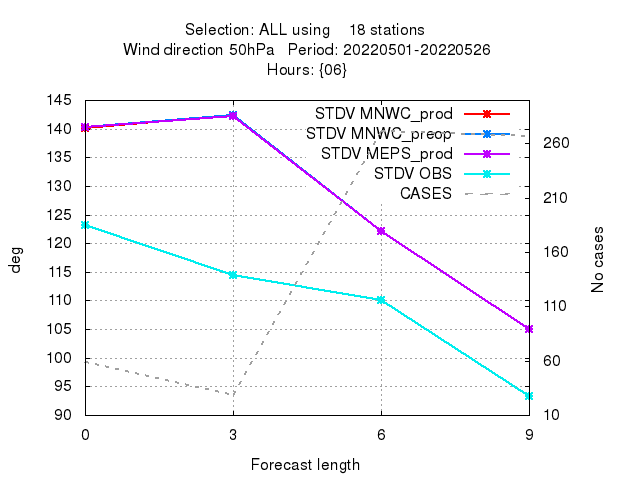 Selection: ALL using 18 stations
Wind direction 50hPa Period: 20220501-20220526
Hours: {06}
STDV MNWC_prod
STDV MNWC_preop
STDV MEPS_prod
STDV OBS
CASES
145
140
135
130
125
120
115
110
105
100
95
90
deg
260
210
160
110
60
10
No cases
0 3 6 9
Forecast length